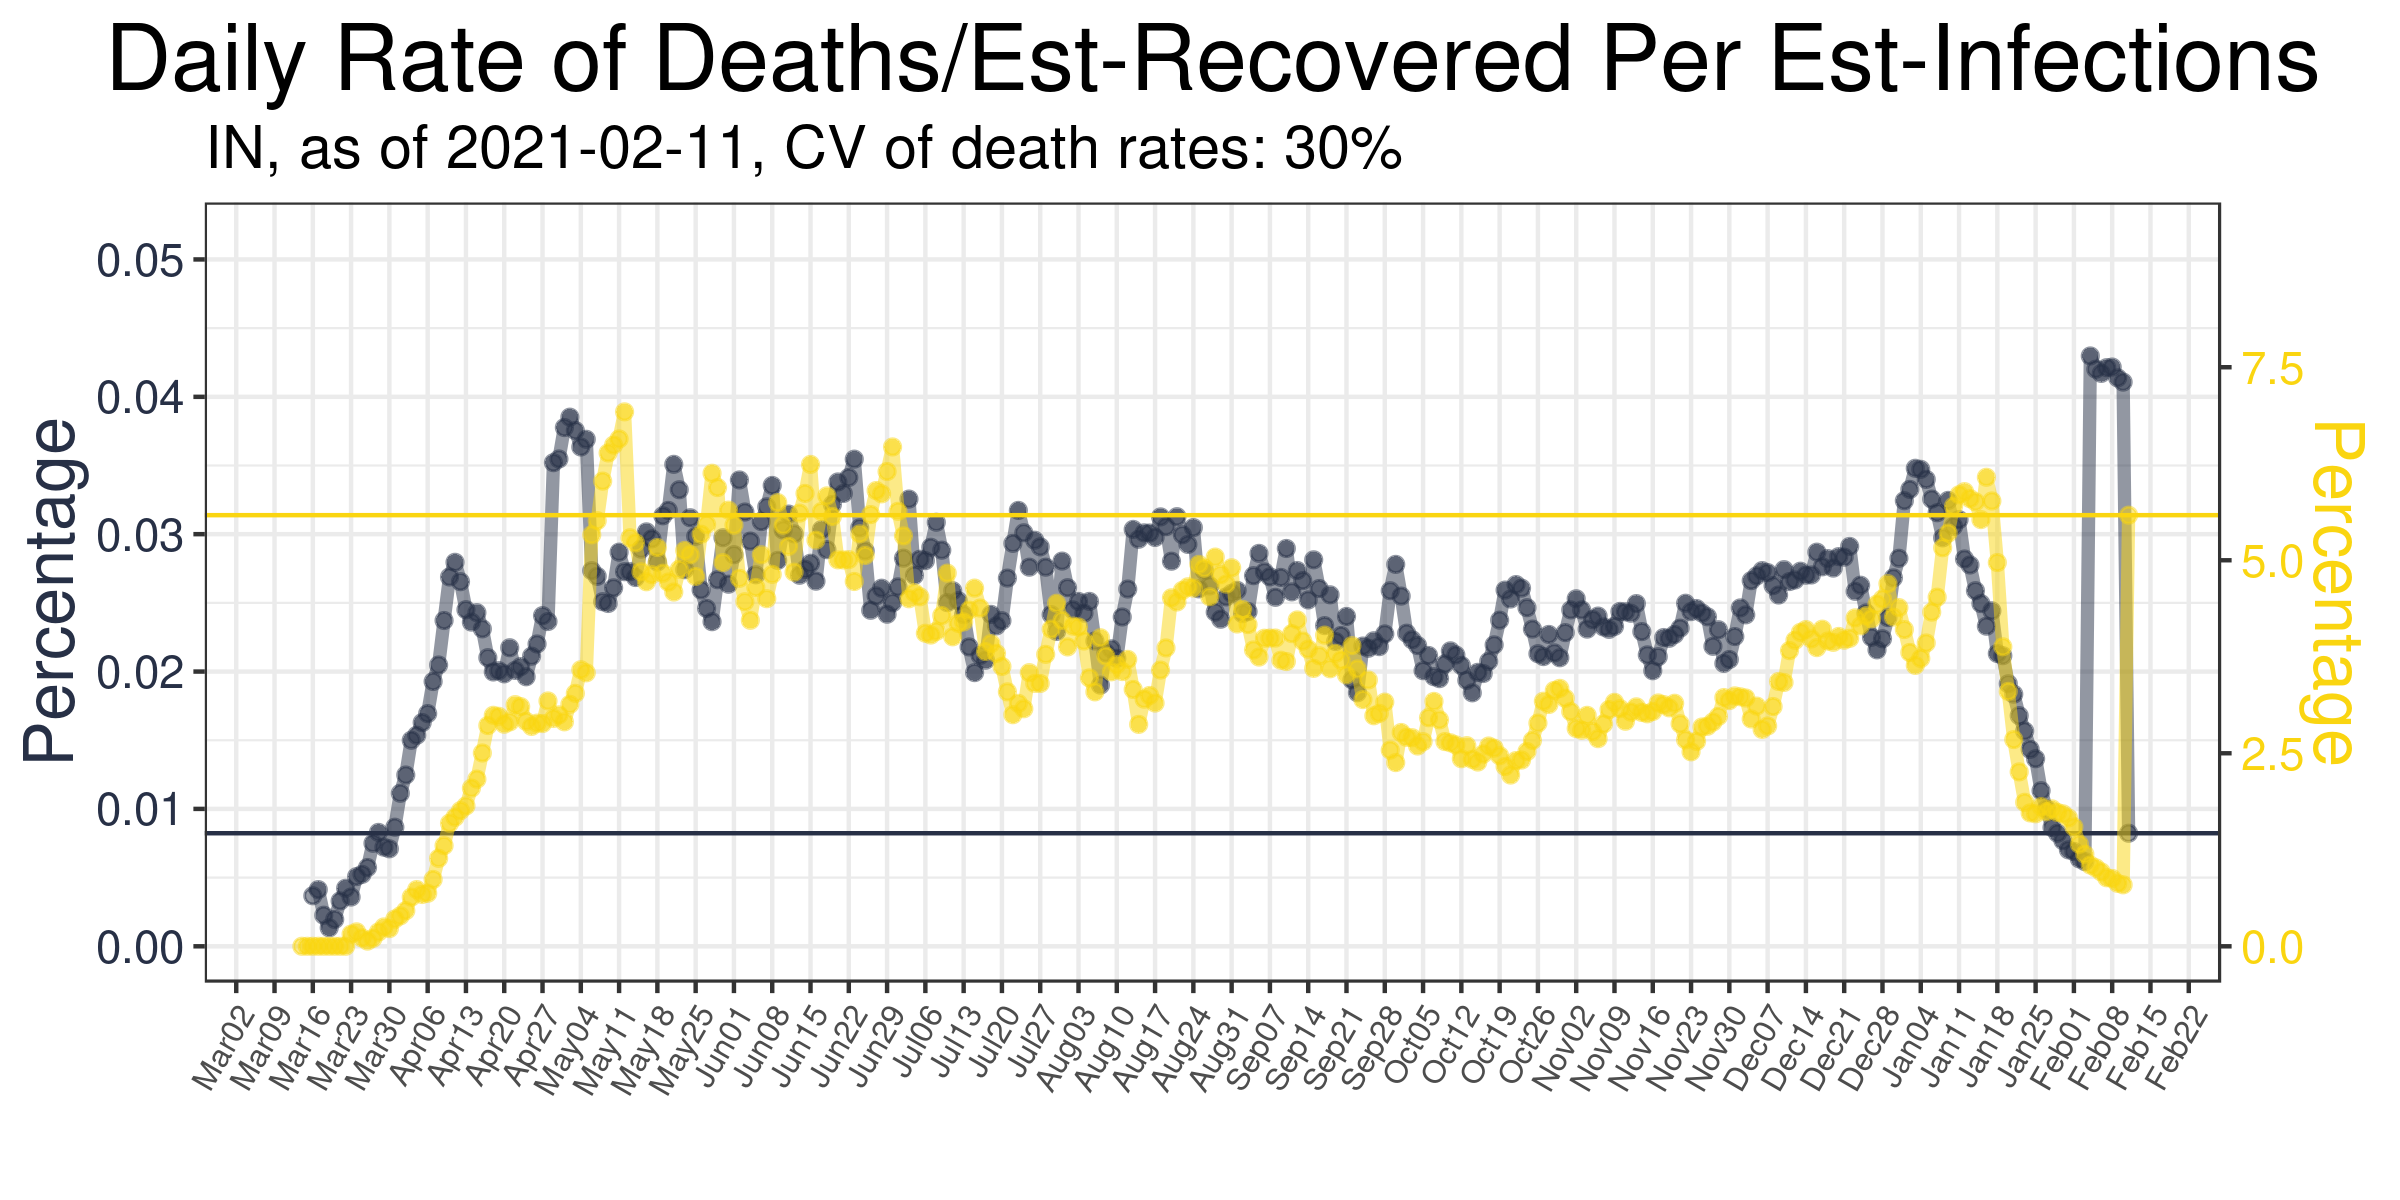 Daily Rate of Deaths/Est-Recovered Per Est-Infections
IN, as of 2021-02-11, CV of death rates: 30%
Percentage
0.05
0.04
0.03
0.02
0.01
0.00
7.5
5.0
2.5
0.0
Percentage
Mar02 Mar09 Mar16 Mar23 Mar30 Apr06 Apr13 Apr20 Apr27 May04 May11 May18 May25 Jun01 Jun08 Jun15 Jun22 Jun29 Jul06 Jul13 Jul20 Jul27 Aug03 Aug10 Aug17 Aug24 Aug31 Sep07 Sep14 Sep21 Sep28 Oct05 Oct12 Oct19 Oct26 Nov02 Nov09 Nov16 Nov23 Nov30 Dec07 Dec14 Dec21 Dec28 Jan04 Jan11 Jan18 Jan25 Feb01 Feb08 Feb15 Feb22